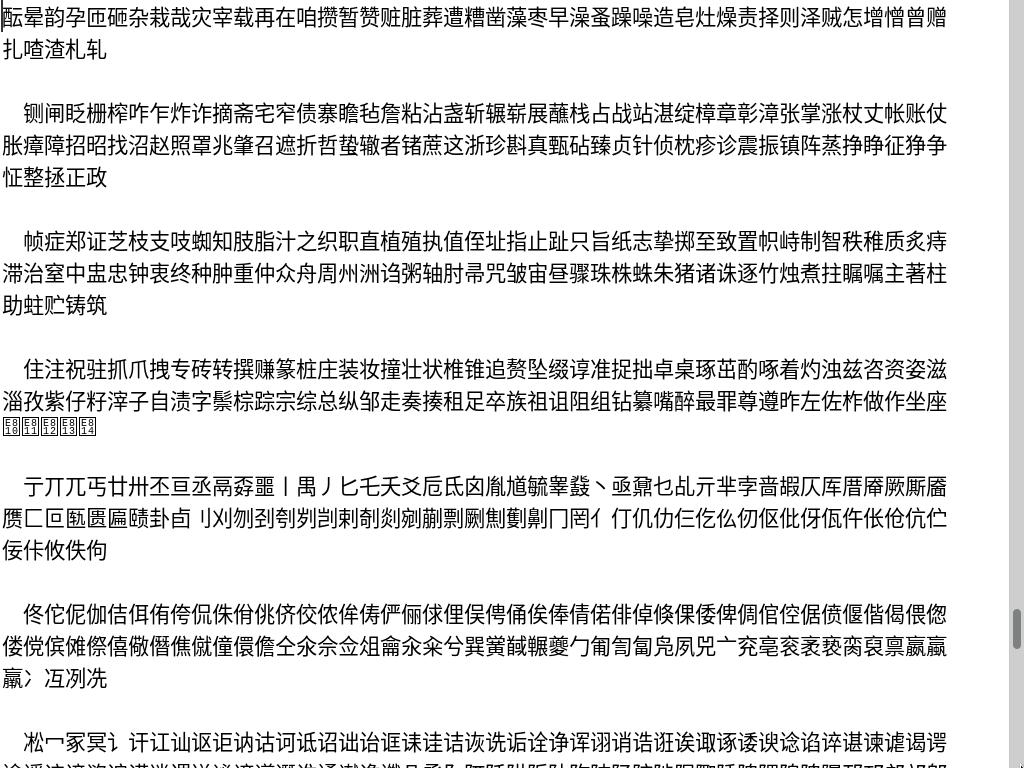 酝晕韵孕匝砸杂栽哉灾宰载再在咱攒暂赞赃脏葬遭糟凿藻枣早澡蚤躁噪造皂灶燥责择则泽贼怎增憎曾赠
扎喳渣札轧
铡闸眨栅榨咋乍炸诈摘斋宅窄债寨瞻毡詹粘沾盏斩辗崭展蘸栈占战站湛绽樟章彰漳张掌涨杖丈帐账仗
胀瘴障招昭找沼赵照罩兆肇召遮折哲蛰辙者锗蔗这浙珍斟真甄砧臻贞针侦枕疹诊震振镇阵蒸挣睁征狰争
怔整拯正政
帧症郑证芝枝支吱蜘知肢脂汁之织职直植殖执值侄址指止趾只旨纸志挚掷至致置帜峙制智秩稚质炙痔
滞治窒中盅忠钟衷终种肿重仲众舟周州洲诌粥轴肘帚咒皱宙昼骤珠株蛛朱猪诸诛逐竹烛煮拄瞩嘱主著柱
助蛀贮铸筑
住注祝驻抓爪拽专砖转撰赚篆桩庄装妆撞壮状椎锥追赘坠缀谆准捉拙卓桌琢茁酌啄着灼浊兹咨资姿滋
淄孜紫仔籽滓子自渍字鬃棕踪宗综总纵邹走奏揍租足卒族祖诅阻组钻纂嘴醉最罪尊遵昨左佐柞做作坐座

亍丌兀丐廿卅丕亘丞鬲孬噩丨禺丿匕乇夭爻卮氐囟胤馗毓睾鼗丶亟鼐乜乩亓芈孛啬嘏仄厍厝厣厥厮靥
赝匚叵匦匮匾赜卦卣刂刈刎刭刳刿剀剌剞剡剜蒯剽劂劁劐劓冂罔亻仃仉仂仨仡仫仞伛仳伢佤仵伥伧伉伫
佞佧攸佚佝
佟佗伲伽佶佴侑侉侃侏佾佻侪佼侬侔俦俨俪俅俚俣俜俑俟俸倩偌俳倬倏倮倭俾倜倌倥倨偾偃偕偈偎偬
偻傥傧傩傺僖儆僭僬僦僮儇儋仝氽佘佥俎龠汆籴兮巽黉馘冁夔勹匍訇匐凫夙兕亠兖亳衮袤亵脔裒禀嬴蠃
羸冫冱冽冼
凇冖冢冥讠讦讧讪讴讵讷诂诃诋诏诎诒诓诔诖诘诙诜诟诠诤诨诩诮诰诳诶诹诼诿谀谂谄谇谌谏谑谒谔